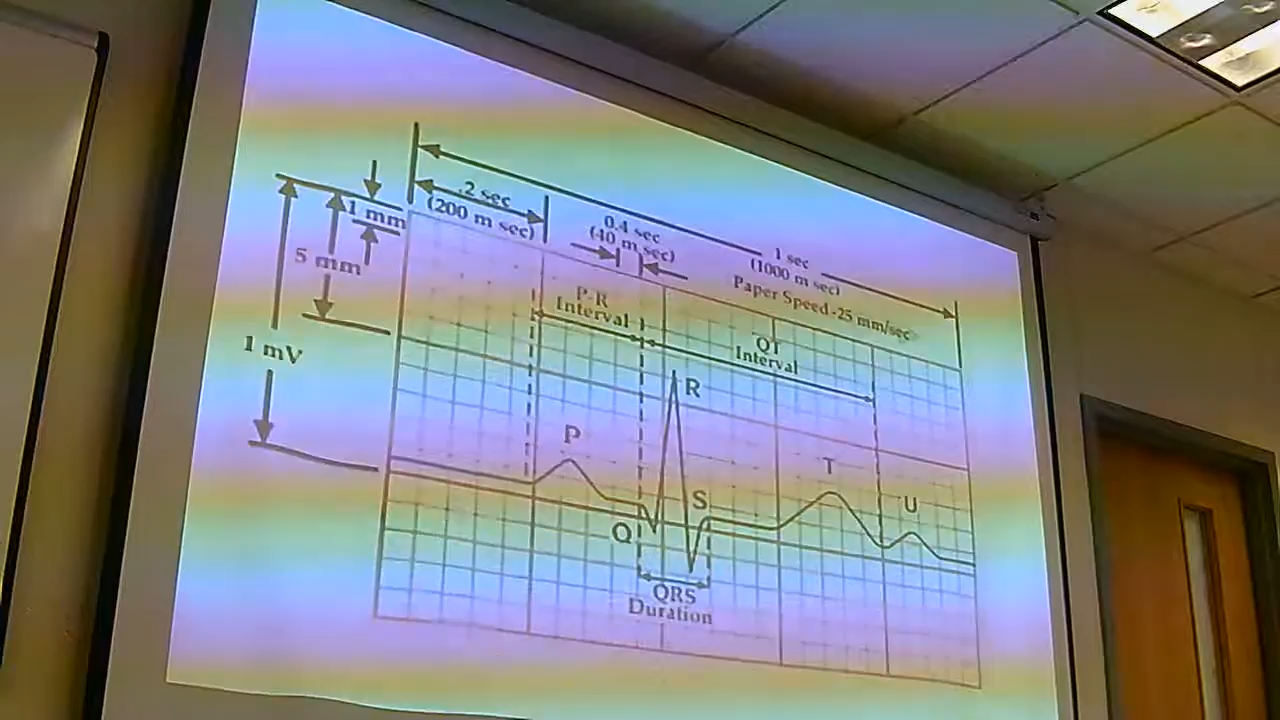 .2 sec
(200 m sec)
1 mm
0.4 sec
(40 m sec)
1 sec
(1000 m sec)
5 mm
Paper Speed-25 mm/sec
P-R
Interval
QT
Interval
1 mV
R
P
T
S
U
Q
QRS
Duration